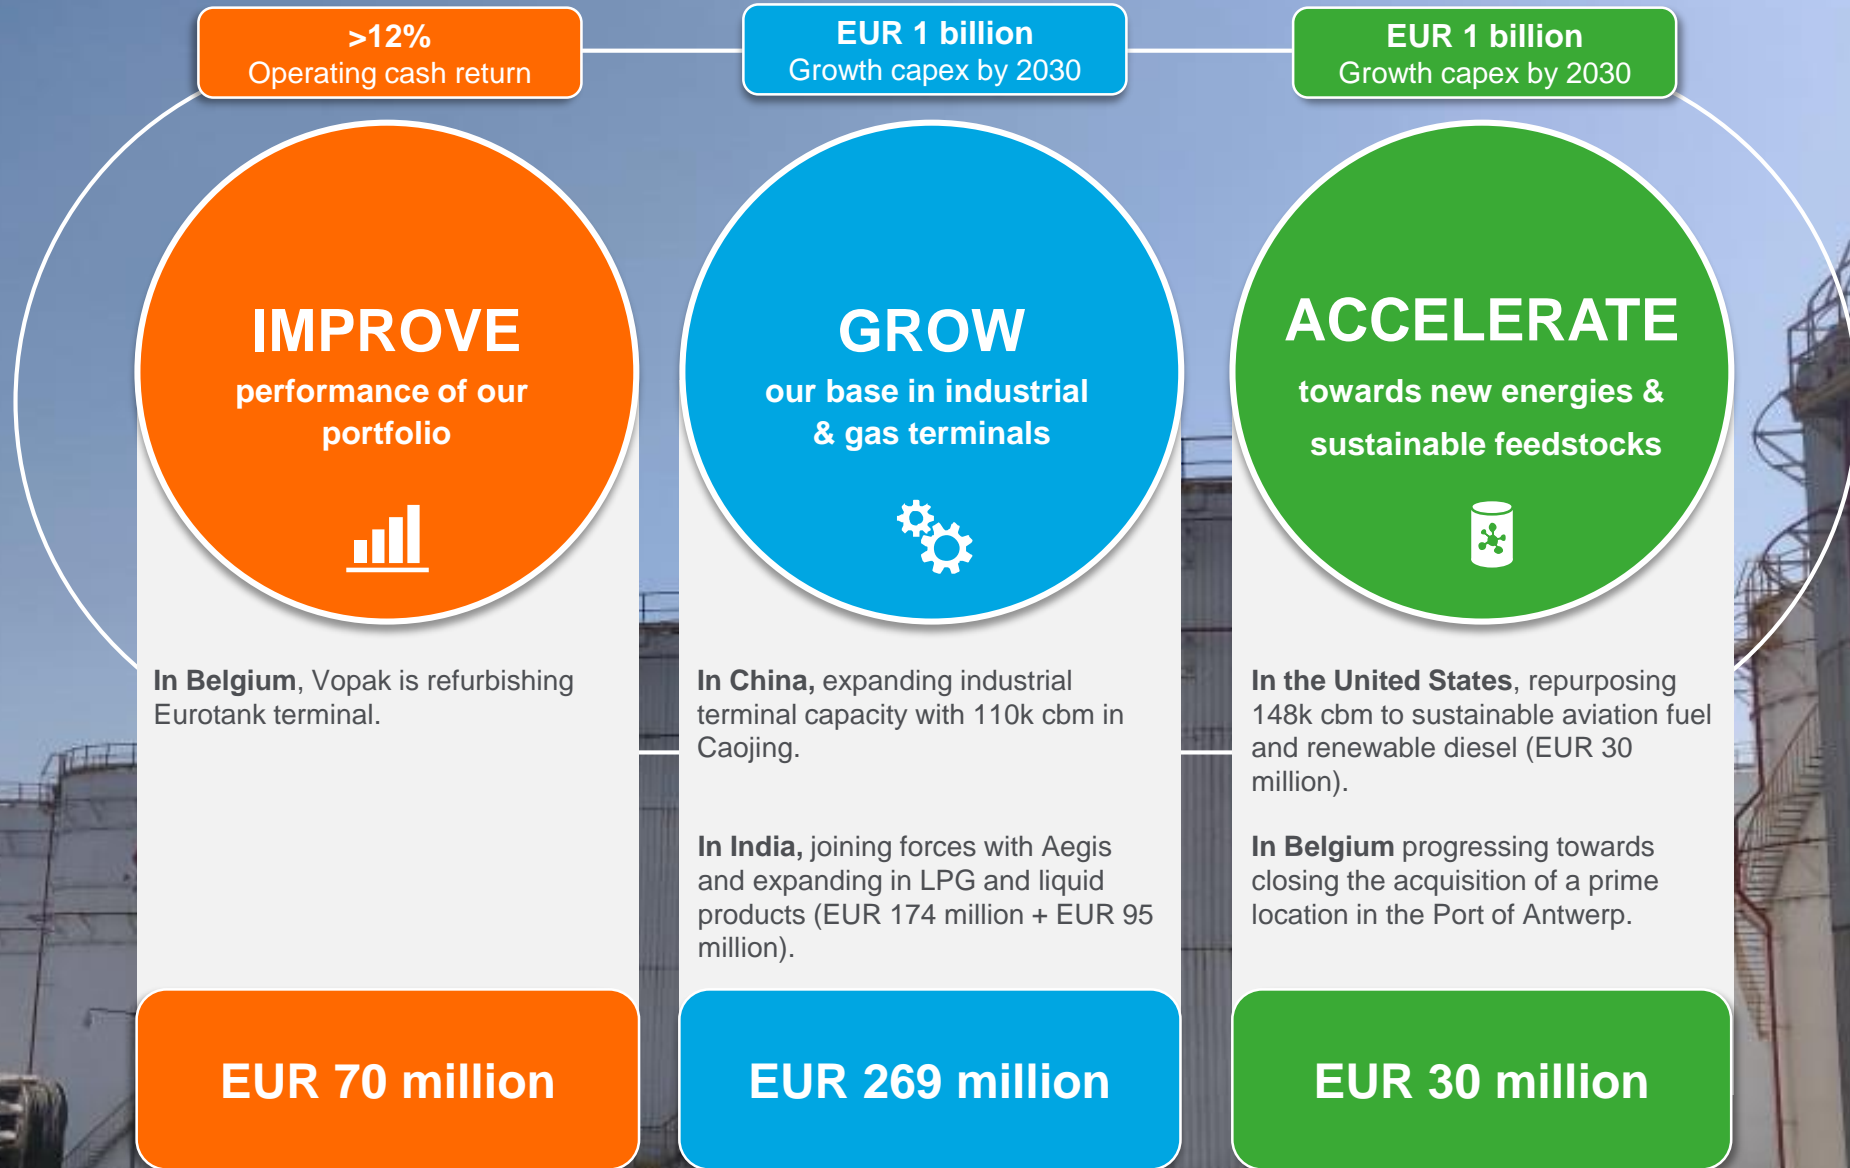 >12%
Operating cash return
EUR 1 billion
Growth capex by 2030
EUR 1 billion
Growth capex by 2030
IMPROVE
performance of our
portfolio
GROW
our base in industrial
& gas terminals
ACCELERATE
towards new energies &
sustainable feedstocks
In Belgium, Vopak is refurbishing
Eurotank terminal.
In China, expanding industrial
terminal capacity with 110k cbm in
Caojing.
In India, joining forces with Aegis
and expanding in LPG and liquid
products (EUR 174 million + EUR 95
million).
In the United States, repurposing
148k cbm to sustainable aviation fuel
and renewable diesel (EUR 30
million).
In Belgium progressing towards
closing the acquisition of a prime
location in the Port of Antwerp.
EUR 70 million
EUR 269 million
EUR 30 million